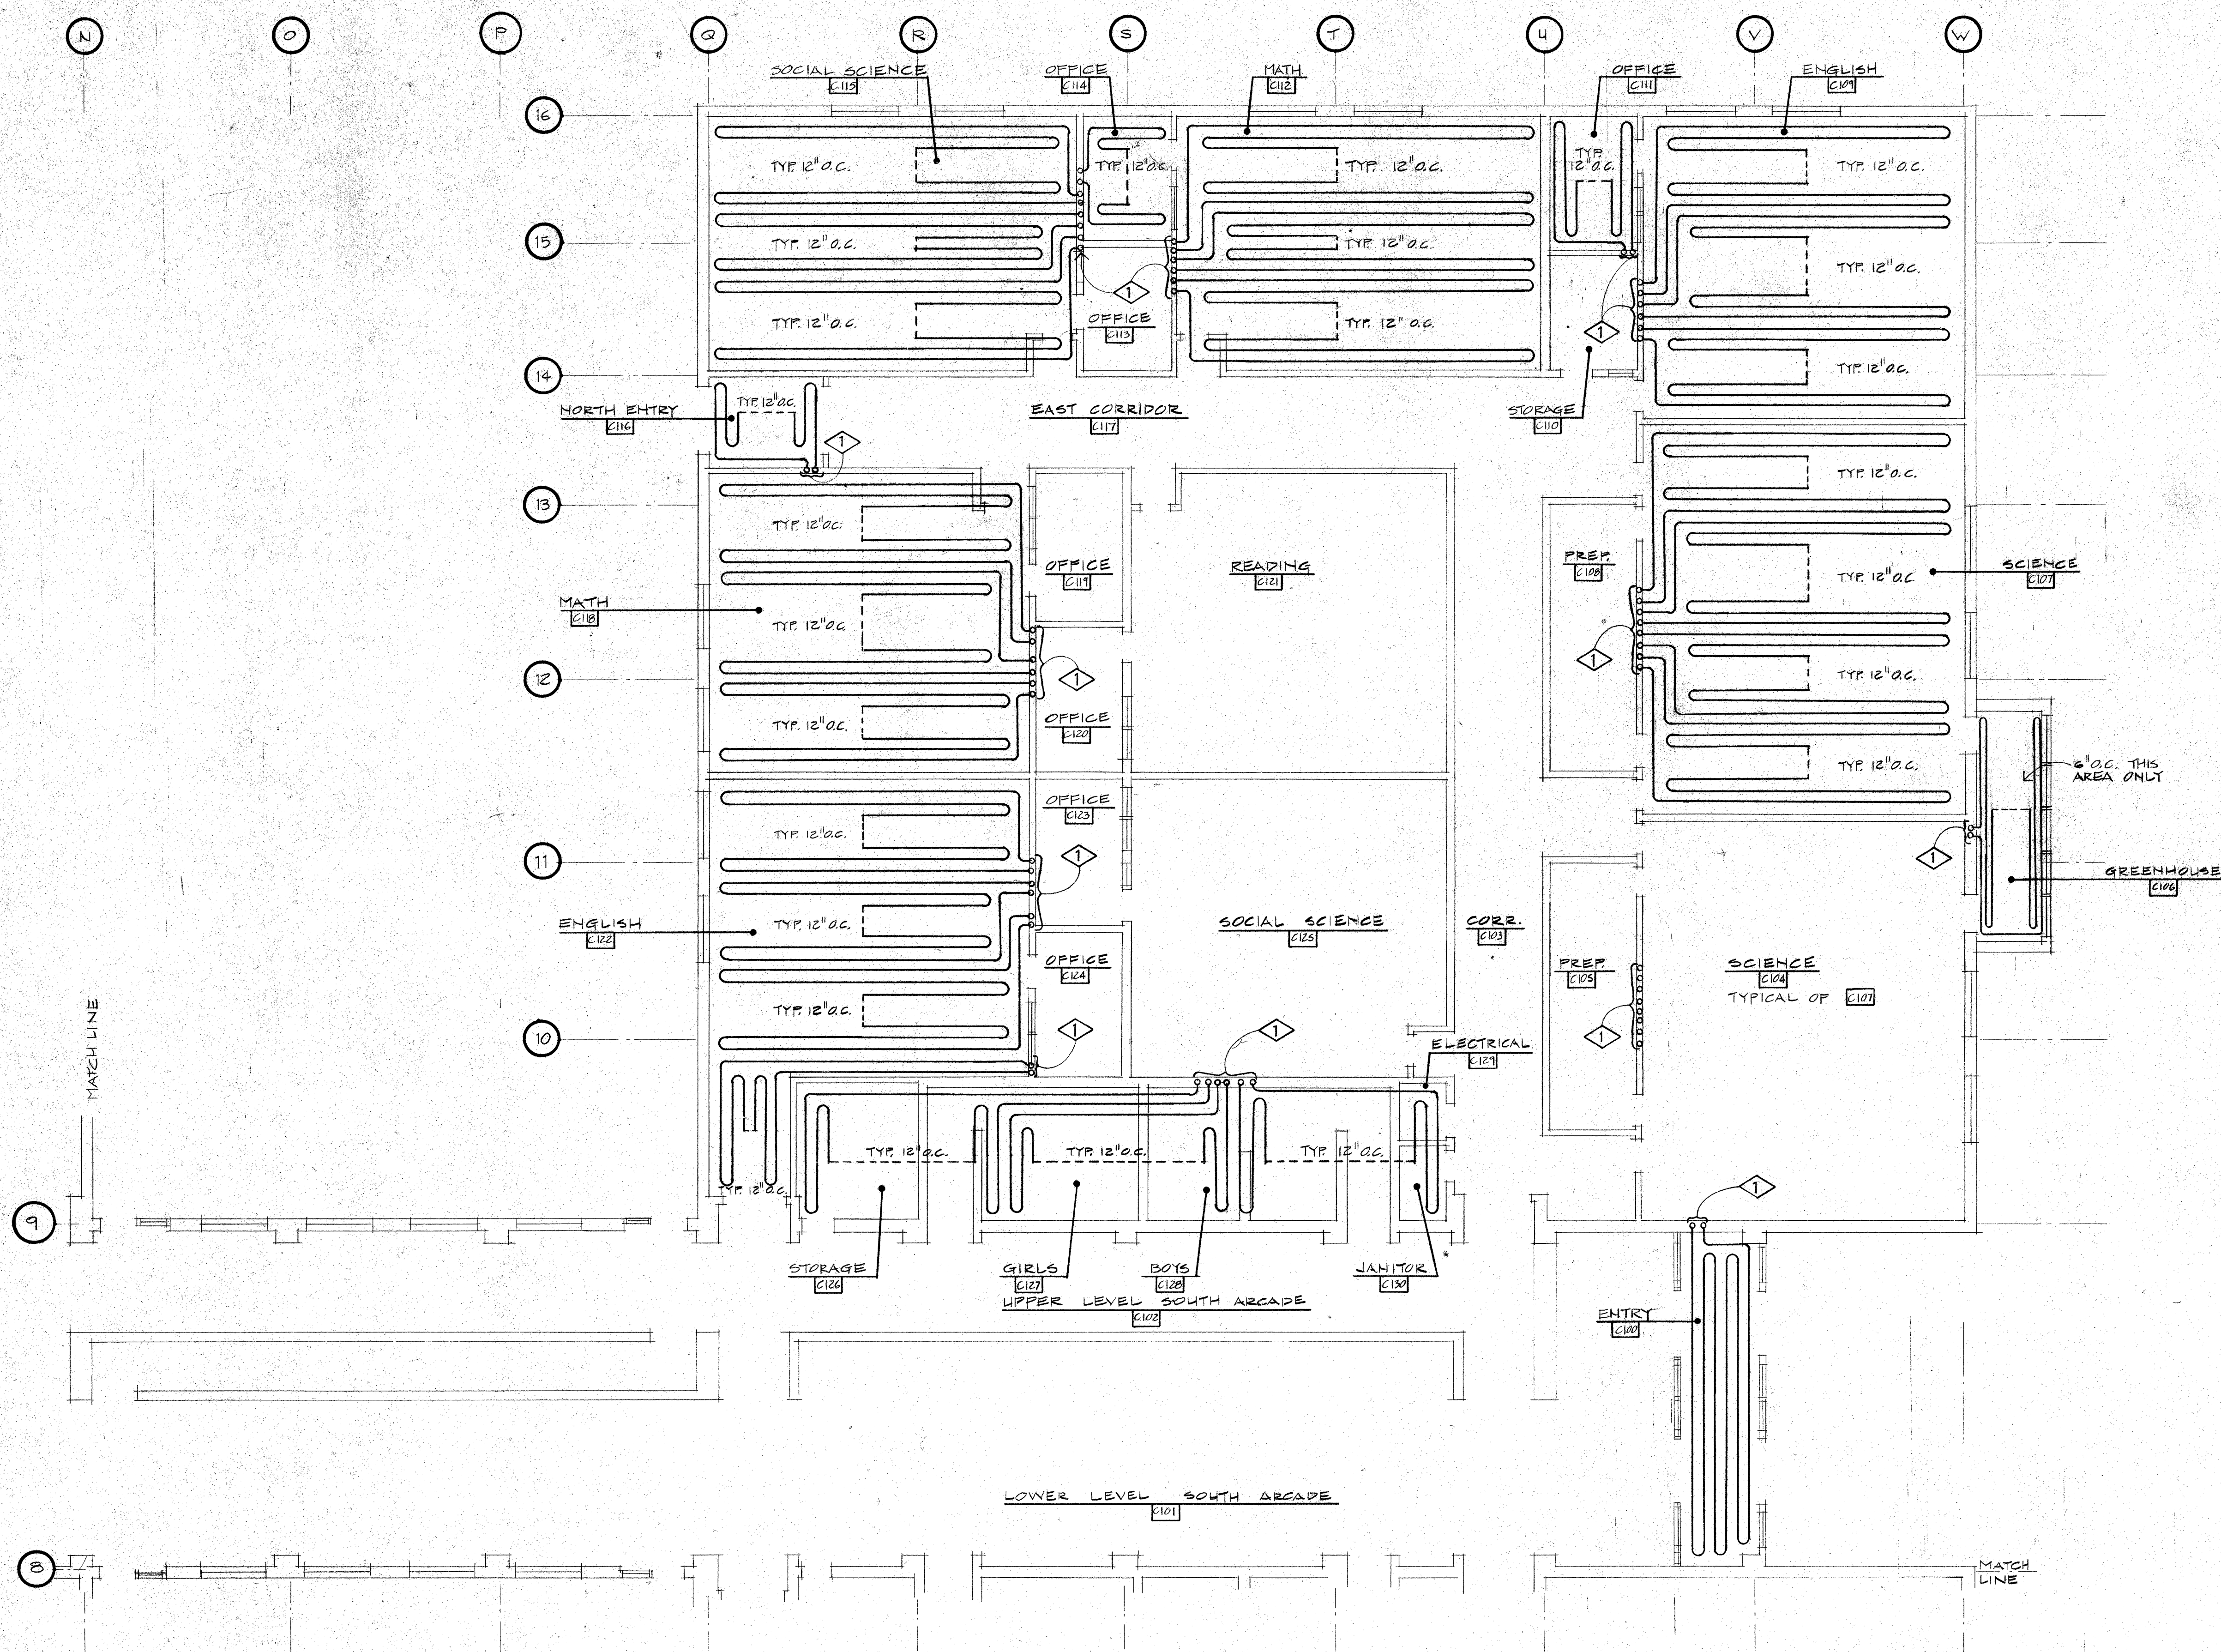 N O P Q R S T U V W
SOCIAL SCIENCE
C115
OFFICE
C114
MATH
C112
OFFICE
C111
ENGLISH
C109
16
TYP. 12" O.C.
TYP. 12" O.C.
TYP. 12" O.C.
TYP.
12" O.C.
TYP. 12" O.C.
15
TYP. 12" O.C.
TYP. 12" O.C.
TYP. 12" O.C.
1
OFFICE
C113
TYP. 12" O.C.
TYP. 12" O.C.
1
TYP. 12" O.C.
14
NORTH ENTRY
C116
TYP. 12" O.C.
1
EAST CORRIDOR
C117
STORAGE
C110
13
TYP. 12" O.C.
TYP. 12" O.C.
OFFICE
C119
READING
C121
PREP.
C108
TYP. 12" O.C.
SCIENCE
C107
MATH
C118
TYP. 12" O.C.
12
1
1
TYP. 12" O.C.
TYP. 12" O.C.
OFFICE
C120
TYP. 12" O.C.
6" O.C. THIS
AREA ONLY
OFFICE
C123
TYP. 12" O.C.
11
1
1
GREENHOUSE
C106
ENGLISH
C122
TYP. 12" O.C.
SOCIAL SCIENCE
C125
CORR.
C103
OFFICE
C124
PREP.
C105
SCIENCE
C104
TYPICAL OF C107
MATCH LINE
10
TYP. 12" O.C.
1
1
ELECTRICAL
C129
1
TYP. 12" O.C.
TYP. 12" O.C.
TYP. 12" O.C.
TYP. 12" O.C.
1
9
STORAGE
C126
GIRLS
C127
BOYS
C128
JANITOR
C130
UPPER LEVEL SOUTH ARCADE
C102
ENTRY
C100
LOWER LEVEL SOUTH ARCADE
C101
8
MATCH
LINE